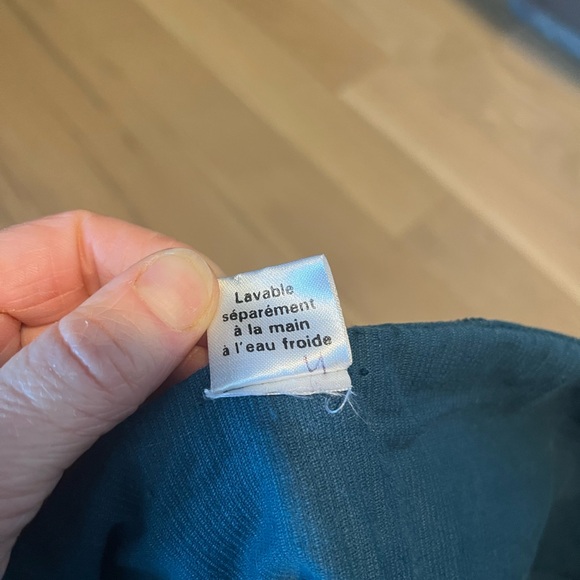 Lavable
séparément
à la main
à l'eau froide